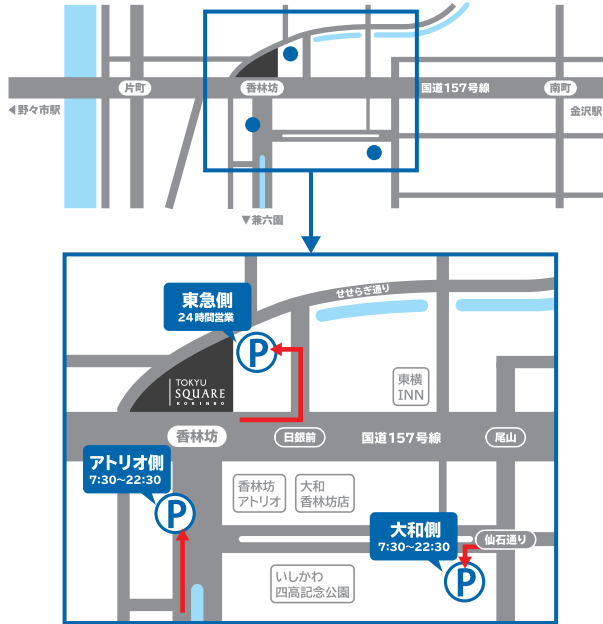 片町
香林坊
国道157号線
南町
◀野々市駅
金沢駅
▼兼六園
せせらぎ通り
東急側
24時間営業
P
TOKYU
SQUARE
KORINBO
東横
INN
香林坊
日銀前
国道157号線
尾山
アトリオ側
7:30〜22:30
P
香林坊
アトリオ
大和
香林坊店
大和側
7:30〜22:30
P
仙石通り
いしかわ
四高記念公園